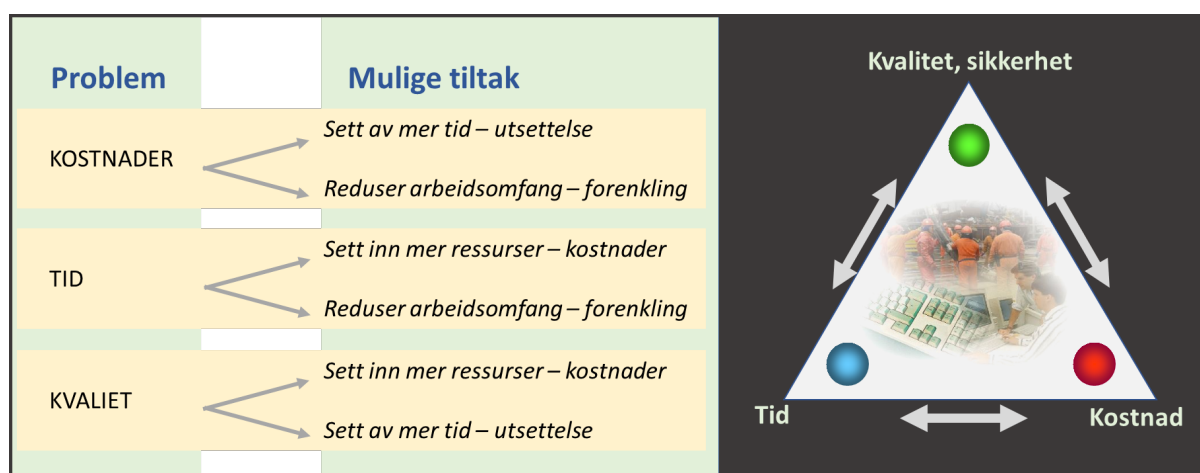 Problem
Mulige tiltak
KOSTNADER
Sett av mer tid – utsettelse
Reduser arbeidsomfang – forenkling
TID
Sett inn mer ressurser – kostnader
Reduser arbeidsomfang – forenkling
KVALIET
Sett inn mer ressurser – kostnader
Sett av mer tid – utsettelse
Kvalitet, sikkerhet
Tid
Kostnad